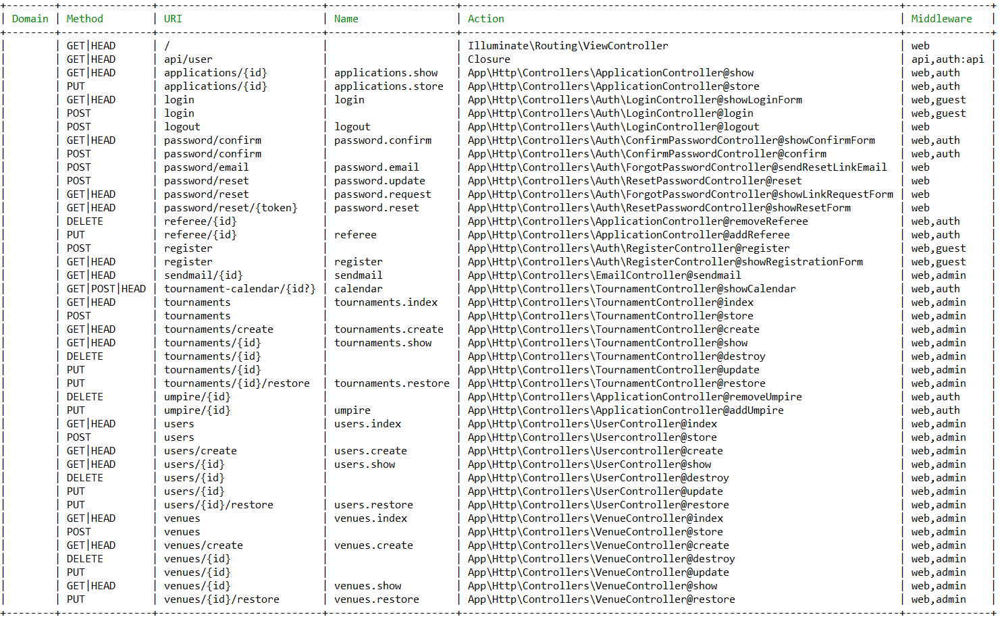 +--------+---------------+---------------------------+---------------------+------------------------------------------------------------------------+--------------+
| Domain | Method        | URI                       | Name                | Action                                                                 | Middleware   |
+--------+---------------+---------------------------+---------------------+------------------------------------------------------------------------+--------------+
|        | GET|HEAD      | /                         |                     | Illuminate\Routing\ViewController                                      | web          |
|        | GET|HEAD      | api/user                  |                     | Closure                                                                | api,auth:api |
|        | GET|HEAD      | applications/{id}         | applications.show   | App\Http\Controllers\ApplicationController@show                        | web,auth     |
|        | PUT           | applications/{id}         | applications.store  | App\Http\Controllers\ApplicationController@store                       | web,auth     |
|        | GET|HEAD      | login                     | login               | App\Http\Controllers\Auth\LoginController@showLoginForm                | web,guest    |
|        | POST          | login                     |                     | App\Http\Controllers\Auth\LoginController@login                        | web,guest    |
|        | POST          | logout                    | logout              | App\Http\Controllers\Auth\LoginController@logout                       | web          |
|        | GET|HEAD      | password/confirm          | password.confirm    | App\Http\Controllers\Auth\ConfirmPasswordController@showConfirmForm    | web,auth     |
|        | POST          | password/confirm          |                     | App\Http\Controllers\Auth\ConfirmPasswordController@confirm            | web,auth     |
|        | POST          | password/email            | password.email      | App\Http\Controllers\Auth\ForgotPasswordController@sendResetLinkEmail  | web          |
|        | POST          | password/reset            | password.update     | App\Http\Controllers\Auth\ResetPasswordController@reset                | web          |
|        | GET|HEAD      | password/reset            | password.request    | App\Http\Controllers\Auth\ForgotPasswordController@showLinkRequestForm | web          |
|        | GET|HEAD      | password/reset/{token}    | password.reset      | App\Http\Controllers\Auth\ResetPasswordController@showResetForm        | web          |
|        | DELETE        | referee/{id}              |                     | App\Http\Controllers\ApplicationController@removeReferee               | web,auth     |
|        | PUT           | referee/{id}              | referee             | App\Http\Controllers\ApplicationController@addReferee                  | web,auth     |
|        | POST          | register                  |                     | App\Http\Controllers\Auth\RegisterController@register                  | web,guest    |
|        | GET|HEAD      | register                  | register            | App\Http\Controllers\Auth\RegisterController@showRegistrationForm      | web,guest    |
|        | GET|HEAD      | sendmail/{id}             | sendmail            | App\Http\Controllers\EmailController@sendmail                          | web,admin    |
|        | GET|POST|HEAD | tournament-calendar/{id?} | calendar            | App\Http\Controllers\TournamentController@showCalendar                 | web,auth     |
|        | GET|HEAD      | tournaments               | tournaments.index   | App\Http\Controllers\TournamentController@index                        | web,admin    |
|        | POST          | tournaments               |                     | App\Http\Controllers\TournamentController@store                        | web,admin    |
|        | GET|HEAD      | tournaments/create        | tournaments.create  | App\Http\Controllers\TournamentController@create                       | web,admin    |
|        | GET|HEAD      | tournaments/{id}          | tournaments.show    | App\Http\Controllers\TournamentController@show                         | web,admin    |
|        | DELETE        | tournaments/{id}          |                     | App\Http\Controllers\TournamentController@destroy                      | web,admin    |
|        | PUT           | tournaments/{id}          |                     | App\Http\Controllers\TournamentController@update                       | web,admin    |
|        | PUT           | tournaments/{id}/restore  | tournaments.restore | App\Http\Controllers\TournamentController@restore                      | web,admin    |
|        | DELETE        | umpire/{id}               |                     | App\Http\Controllers\ApplicationController@removeUmpire                | web,auth     |
|        | PUT           | umpire/{id}               | umpire              | App\Http\Controllers\ApplicationController@addUmpire                   | web,auth     |
|        | GET|HEAD      | users                     | users.index         | App\Http\Controllers\UserController@index                              | web,admin    |
|        | POST          | users                     |                     | App\Http\Controllers\Usercontroller@store                              | web,admin    |
|        | GET|HEAD      | users/create              | users.create        | App\Http\Controllers\UserController@create                             | web,admin    |
|        | GET|HEAD      | users/{id}                | users.show          | App\Http\Controllers\UserController@show                               | web,admin    |
|        | DELETE        | users/{id}                |                     | App\Http\Controllers\UserController@destroy                            | web,admin    |
|        | PUT           | users/{id}                |                     | App\Http\Controllers\UserController@update                             | web,admin    |
|        | PUT           | users/{id}/restore        | users.restore       | App\Http\Controllers\UserController@restore                            | web,admin    |
|        | GET|HEAD      | venues                    | venues.index        | App\Http\Controllers\VenueController@index                             | web,admin    |
|        | POST          | venues                    |                     | App\Http\Controllers\VenueController@store                             | web,admin    |
|        | GET|HEAD      | venues/create             | venues.create       | App\Http\Controllers\VenueController@create                            | web,admin    |
|        | DELETE        | venues/{id}               |                     | App\Http\Controllers\VenueController@destroy                           | web,admin    |
|        | PUT           | venues/{id}               |                     | App\Http\Controllers\VenueController@update                            | web,admin    |
|        | GET|HEAD      | venues/{id}               | venues.show         | App\Http\Controllers\VenueController@show                              | web,admin    |
|        | PUT           | venues/{id}/restore       | venues.restore      | App\Http\Controllers\VenueController@restore                           | web,admin    |
+--------+---------------+---------------------------+---------------------+------------------------------------------------------------------------+--------------+